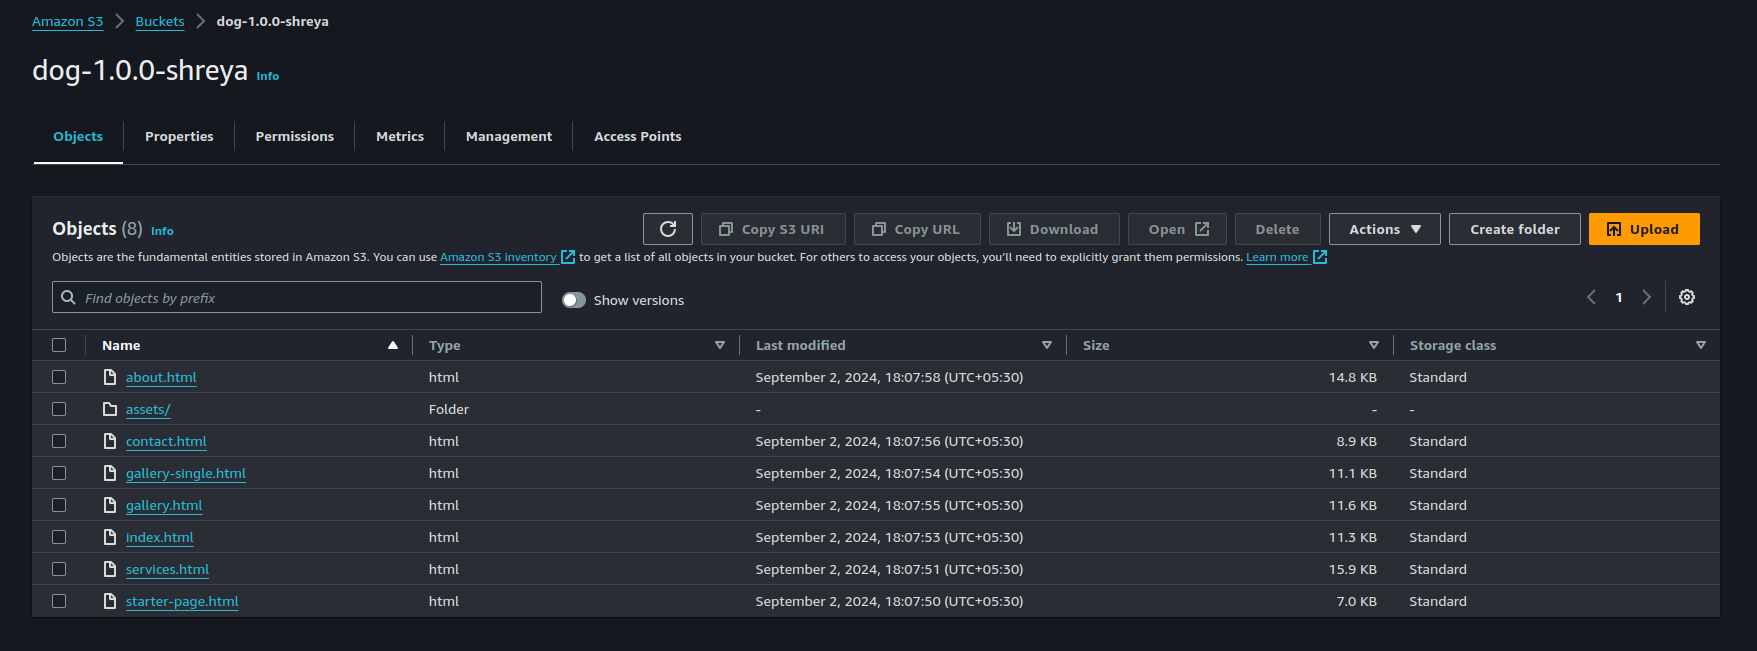 Amazon S3 > Buckets > dog-1.0.0-shreya
dog-1.0.0-shreya Info
Objects Properties Permissions Metrics Management Access Points
Objects (8) Info Copy S3 URI Copy URL Download Open Delete Actions Create folder Upload
Objects are the fundamental entities stored in Amazon S3. You can use Amazon S3 inventory to get a list of all objects in your bucket. For others to access your objects, you'll need to explicitly grant them permissions. Learn more
Find objects by prefix Show versions 1
Name Type Last modified Size Storage class
about.html html September 2, 2024, 18:07:58 (UTC+05:30) 14.8 KB Standard
assets/ Folder - - -
contact.html html September 2, 2024, 18:07:56 (UTC+05:30) 8.9 KB Standard
gallery-single.html html September 2, 2024, 18:07:54 (UTC+05:30) 11.1 KB Standard
gallery.html html September 2, 2024, 18:07:55 (UTC+05:30) 11.6 KB Standard
index.html html September 2, 2024, 18:07:53 (UTC+05:30) 11.3 KB Standard
services.html html September 2, 2024, 18:07:51 (UTC+05:30) 15.9 KB Standard
starter-page.html html September 2, 2024, 18:07:50 (UTC+05:30) 7.0 KB Standard